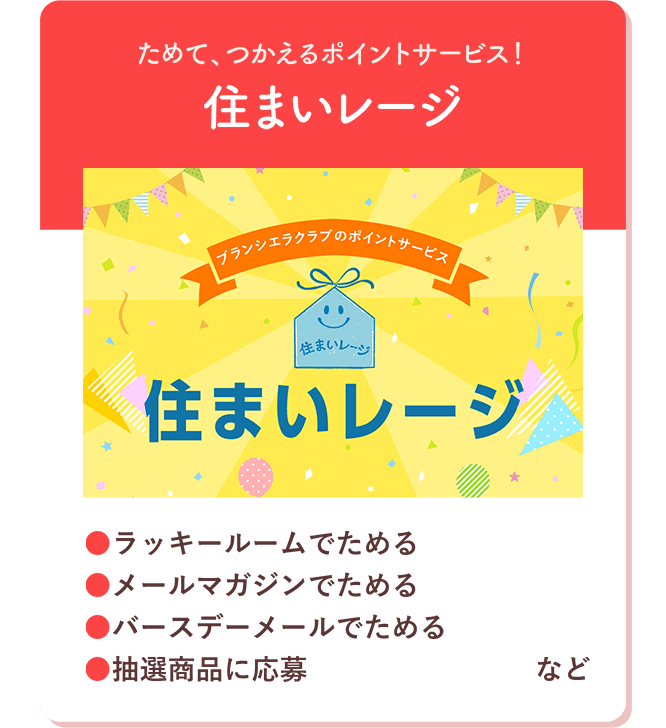 ためて、つかえるポイントサービス!
住まいレージ
ブランシエラクラブのポイントサービス
住まいレージ
住まいレージ
●ラッキールームでためる
●メールマガジンでためる
●バースデーメールでためる
●抽選商品に応募 など